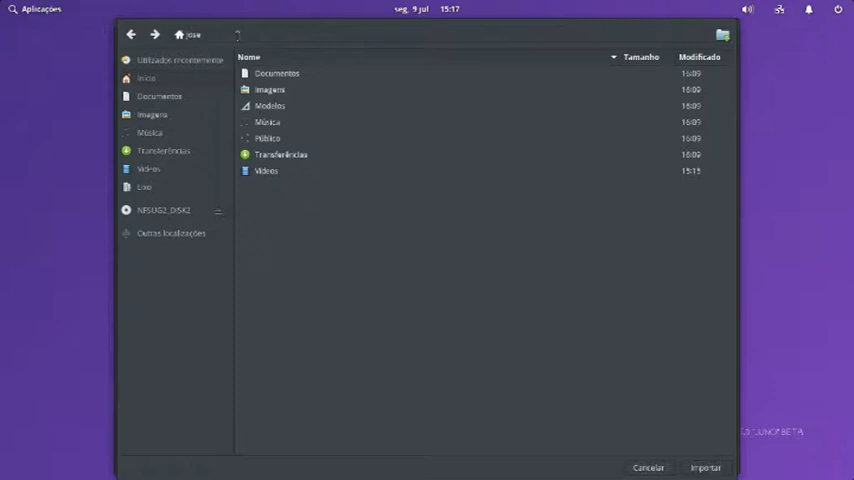 Aplicações
seg, 9 jul 15:17
Jose
Nome Tamanho Modificado
Utilizados recentemente
Início
Documentos
Imagens
Música
Transferências
Vídeos
Lixo
NFSUG2_DISK2
Outras localizações
Documentos 16:09
Imagens 16:09
Modelos 16:09
Música 16:09
Público 16:09
Transferências 16:09
Vídeos 15:15
"JUNO" BETA
Cancelar Importar